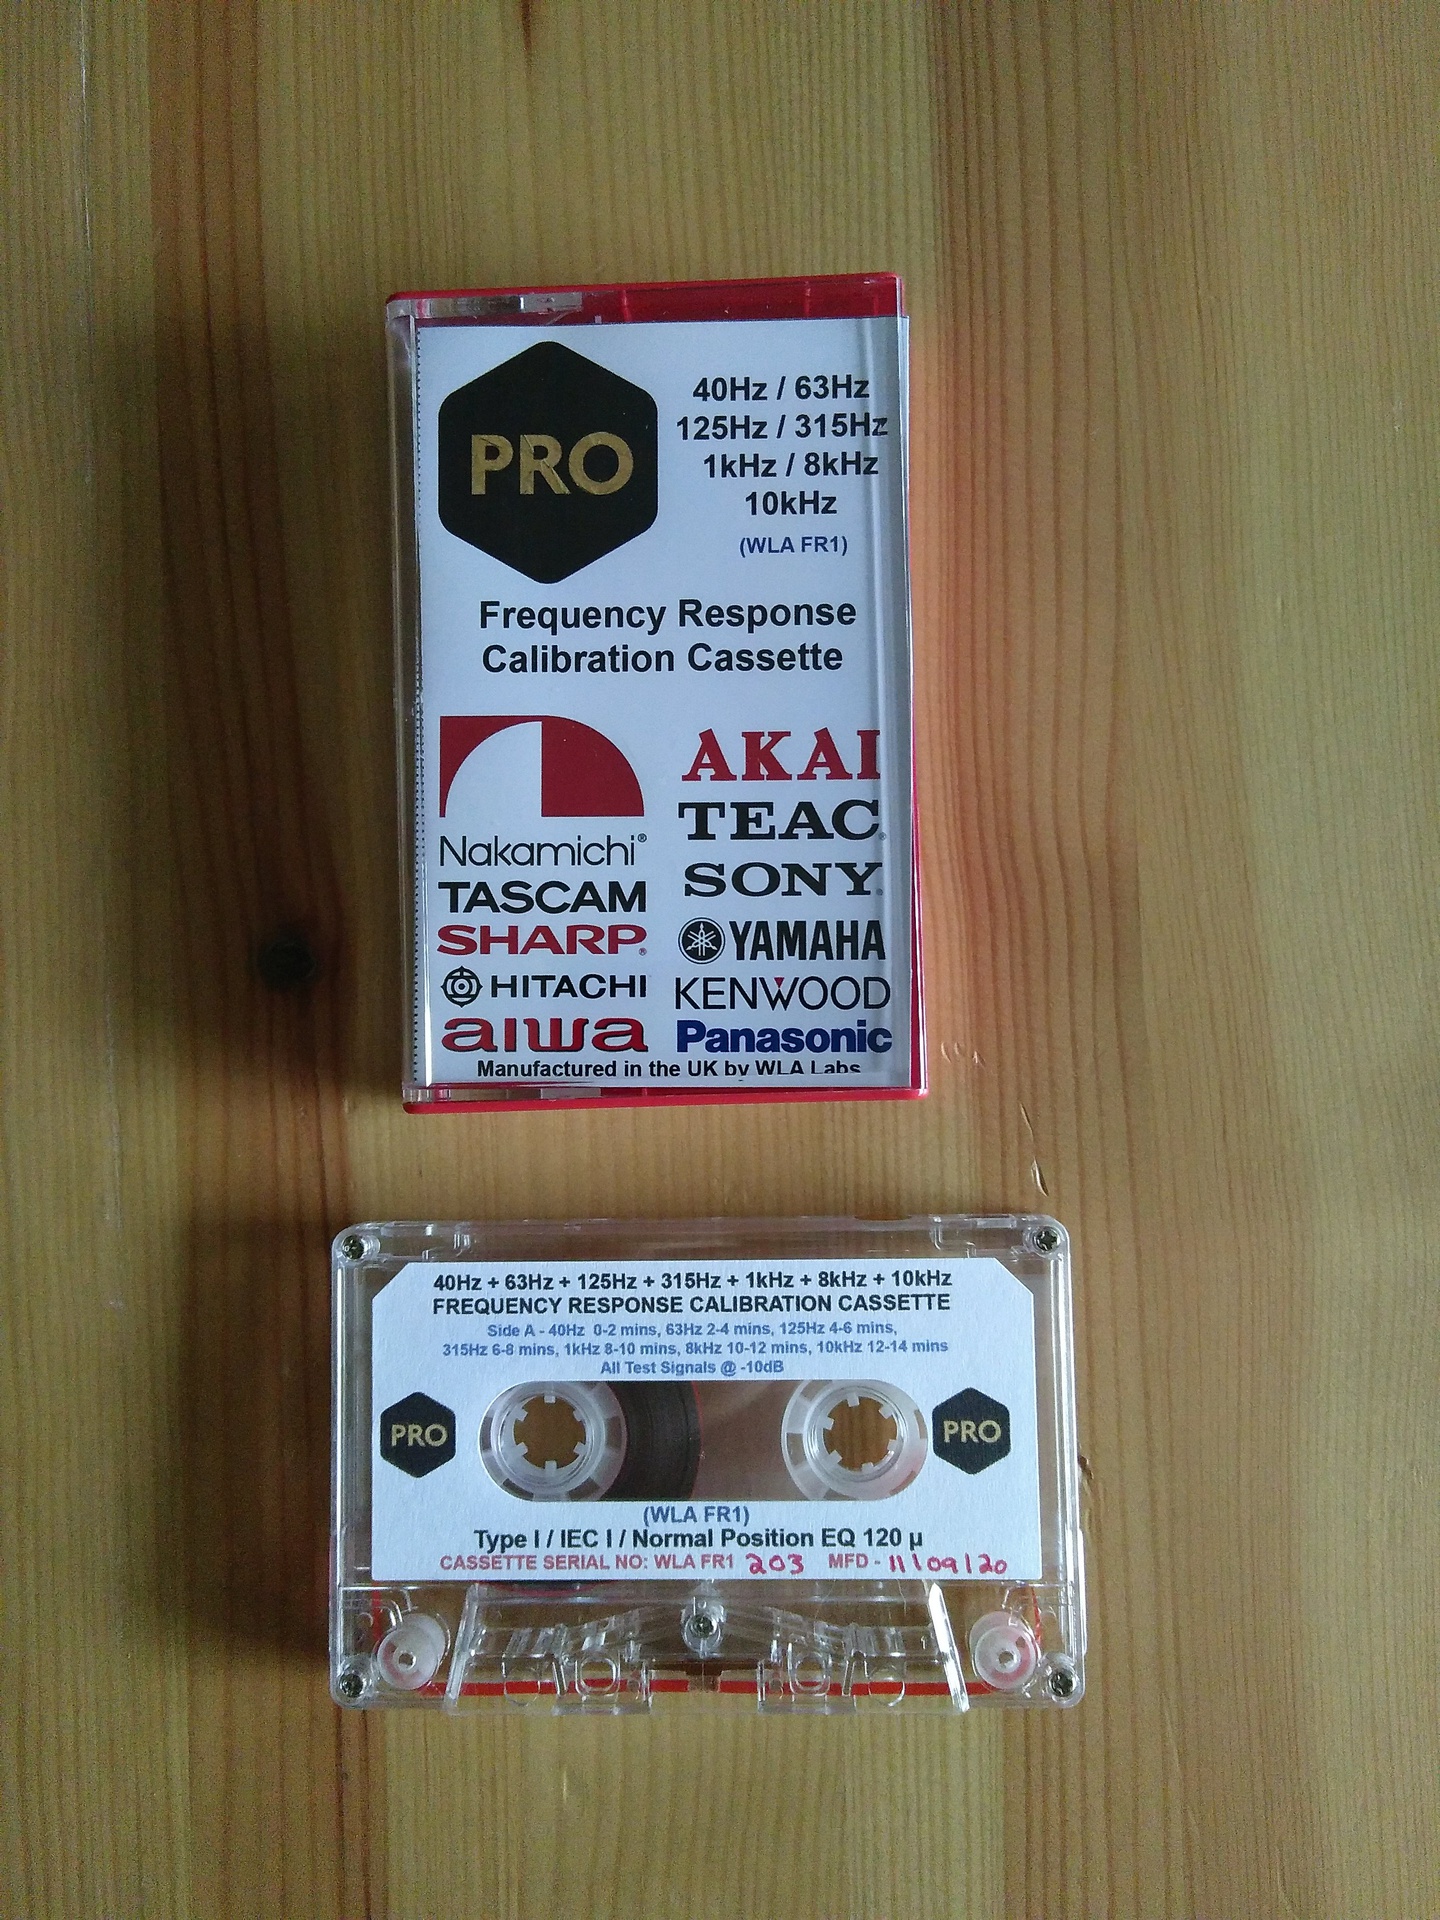 PRO
40Hz / 63Hz
125Hz / 315Hz
1kHz / 8kHz
10kHz
(WLA FR1)
Frequency Response
Calibration Cassette
Nakamichi®
TASCAM
SHARP®
HITACHI
aiwa
AKAI
TEAC®
SONY®
YAMAHA
KENWOOD
Panasonic
Manufactured in the UK by WLA Labs
40Hz + 63Hz + 125Hz + 315Hz + 1kHz + 8kHz + 10kHz
FREQUENCY RESPONSE CALIBRATION CASSETTE
Side A - 40Hz 0-2 mins, 63Hz 2-4 mins, 125Hz 4-6 mins,
315Hz 6-8 mins, 1kHz 8-10 mins, 8kHz 10-12 mins, 10kHz 12-14 mins
All Test Signals @ -10dB
PRO
PRO
(WLA FR1)
Type I / IEC I / Normal Position EQ 120 µ
CASSETTE SERIAL NO: WLA FR1 203 MFD - 11\09120